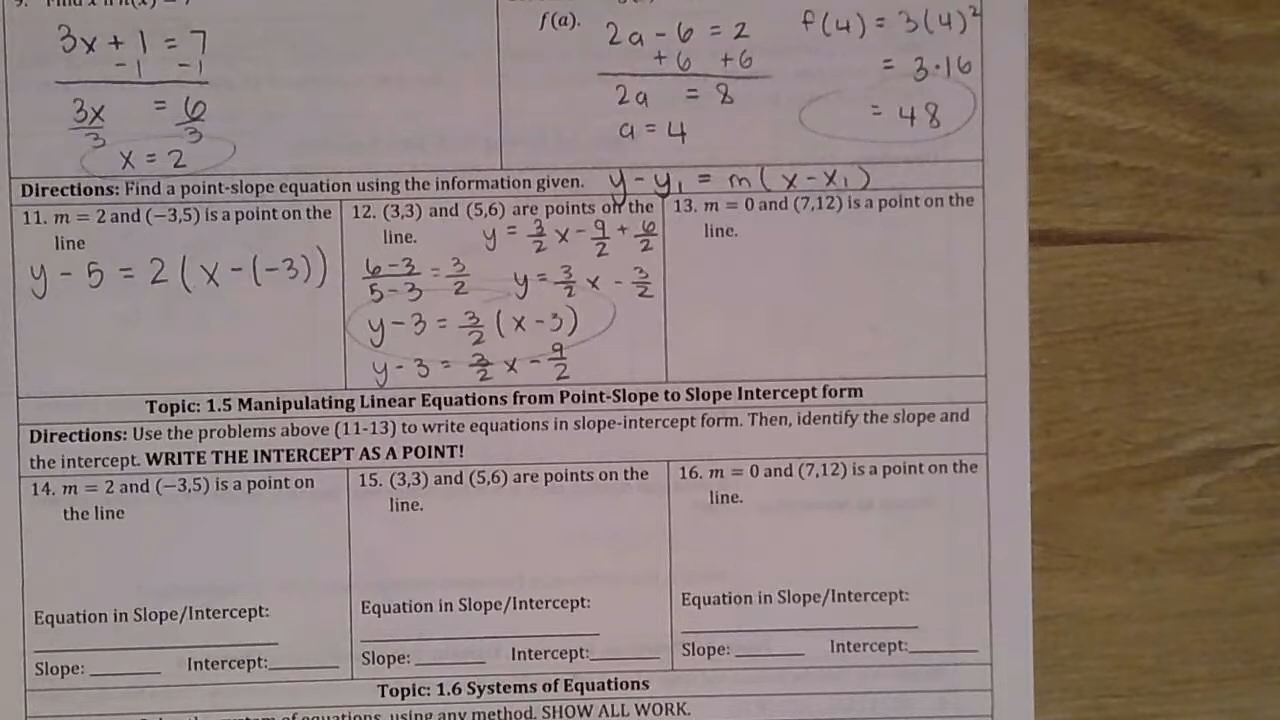 3x + 1 = 7
-1 -1
3x = 6
3 3
x = 2
f(a).
2a - 6 = 2
+6 +6
2a = 8
a = 4
f(4) = 3(4)²
= 3·16
= 48
Directions: Find a point-slope equation using the information given. y - y₁ = m(x - x₁)
11. m = 2 and (−3,5) is a point on the
line
y - 5 = 2(x - (-3))
12. (3,3) and (5,6) are points on the
line.
y = 3/2 x - 9/2 + 6/2
6-3/5-3 = 3/2
y = 3/2 x - 3/2
y - 3 = 3/2 (x - 3)
y - 3 = 3/2 x - 9/2
13. m = 0 and (7,12) is a point on the
line.
Topic: 1.5 Manipulating Linear Equations from Point-Slope to Slope Intercept form
Directions: Use the problems above (11-13) to write equations in slope-intercept form. Then, identify the slope and
the intercept. WRITE THE INTERCEPT AS A POINT!
14. m = 2 and (−3,5) is a point on
the line
Equation in Slope/Intercept:
Slope: Intercept:
15. (3,3) and (5,6) are points on the
line.
Equation in Slope/Intercept:
Slope: Intercept:
16. m = 0 and (7,12) is a point on the
line.
Equation in Slope/Intercept:
Slope: Intercept:
Topic: 1.6 Systems of Equations
system of equations, using any method. SHOW ALL WORK.